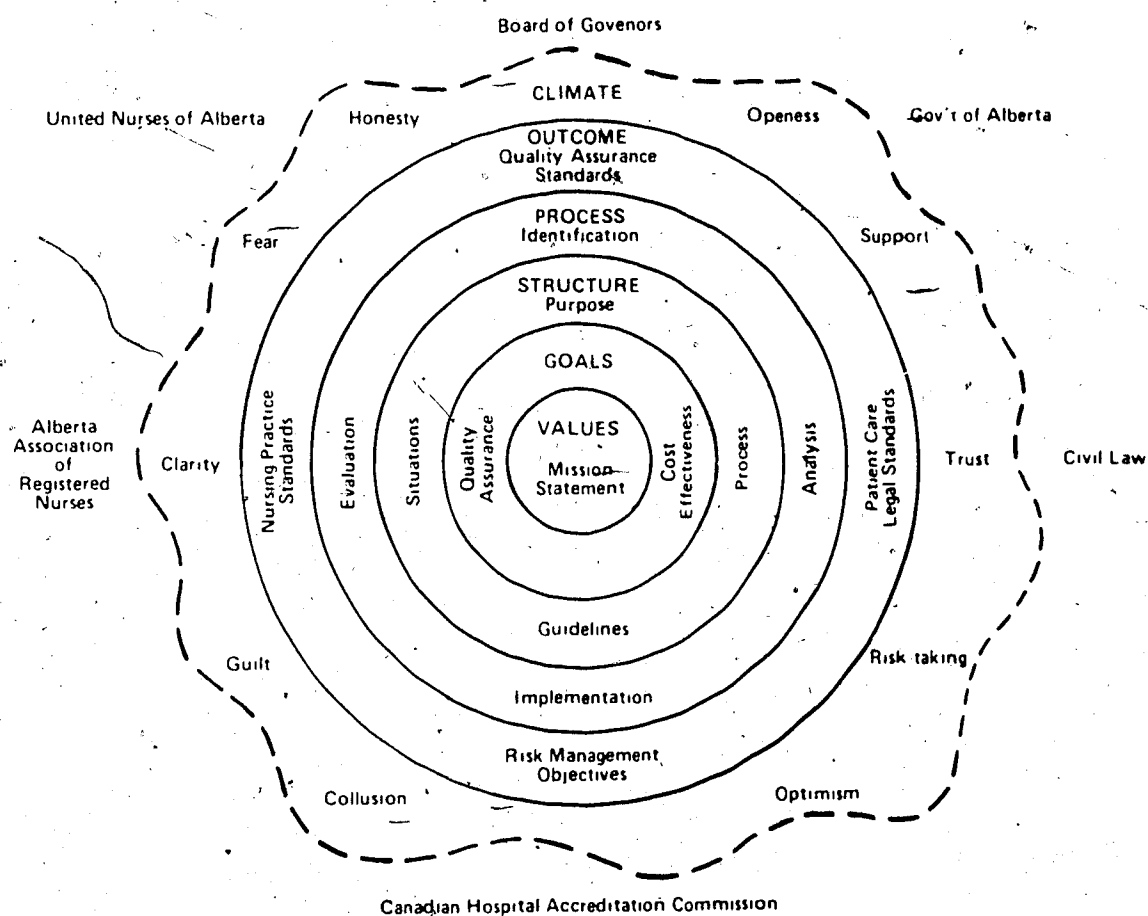 Board of Govenors
CLIMATE
United Nurses of Alberta
Honesty
Openess
Gov't of Alberta
OUTCOME
Quality Assurance
Standards
PROCESS
Identification
Fear
Support
STRUCTURE
Purpose
GOALS
VALUES
Mission
Statement
Alberta
Association
of
Registered
Nurses
Clarity
Nursing Practice
Standards
Evaluation
Situations
Quality
Assurance
Cost
Effectiveness
Process
Analysis
Patient Care
Legal Standards
Trust
Civil Law
Guidelines
Guilt
Risk taking
Implementation
Risk Management
Objectives
Collusion
Optimism
Canadian Hospital Accreditation Commission